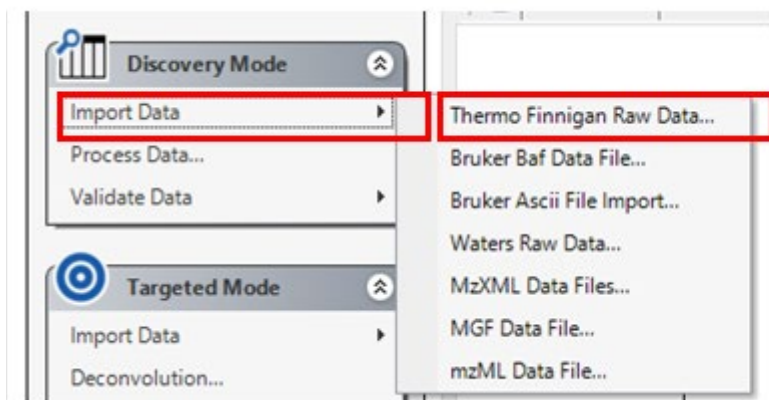 Discovery Mode
Import Data
Process Data...
Validate Data
Targeted Mode
Import Data
Deconvolution...
Thermo Finnigan Raw Data...
Bruker Baf Data File...
Bruker Ascii File Import...
Waters Raw Data...
MzXML Data Files...
MGF Data File...
mzML Data File...